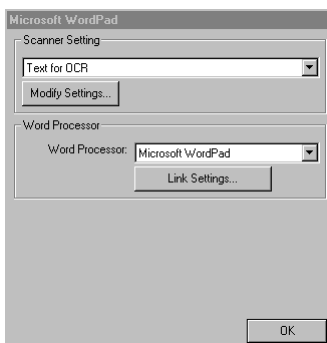 Microsoft WordPad
Scanner Setting
Text for OCR
Modify Settings...
Word Processor
Word Processor: Microsoft WordPad
Link Settings...
OK